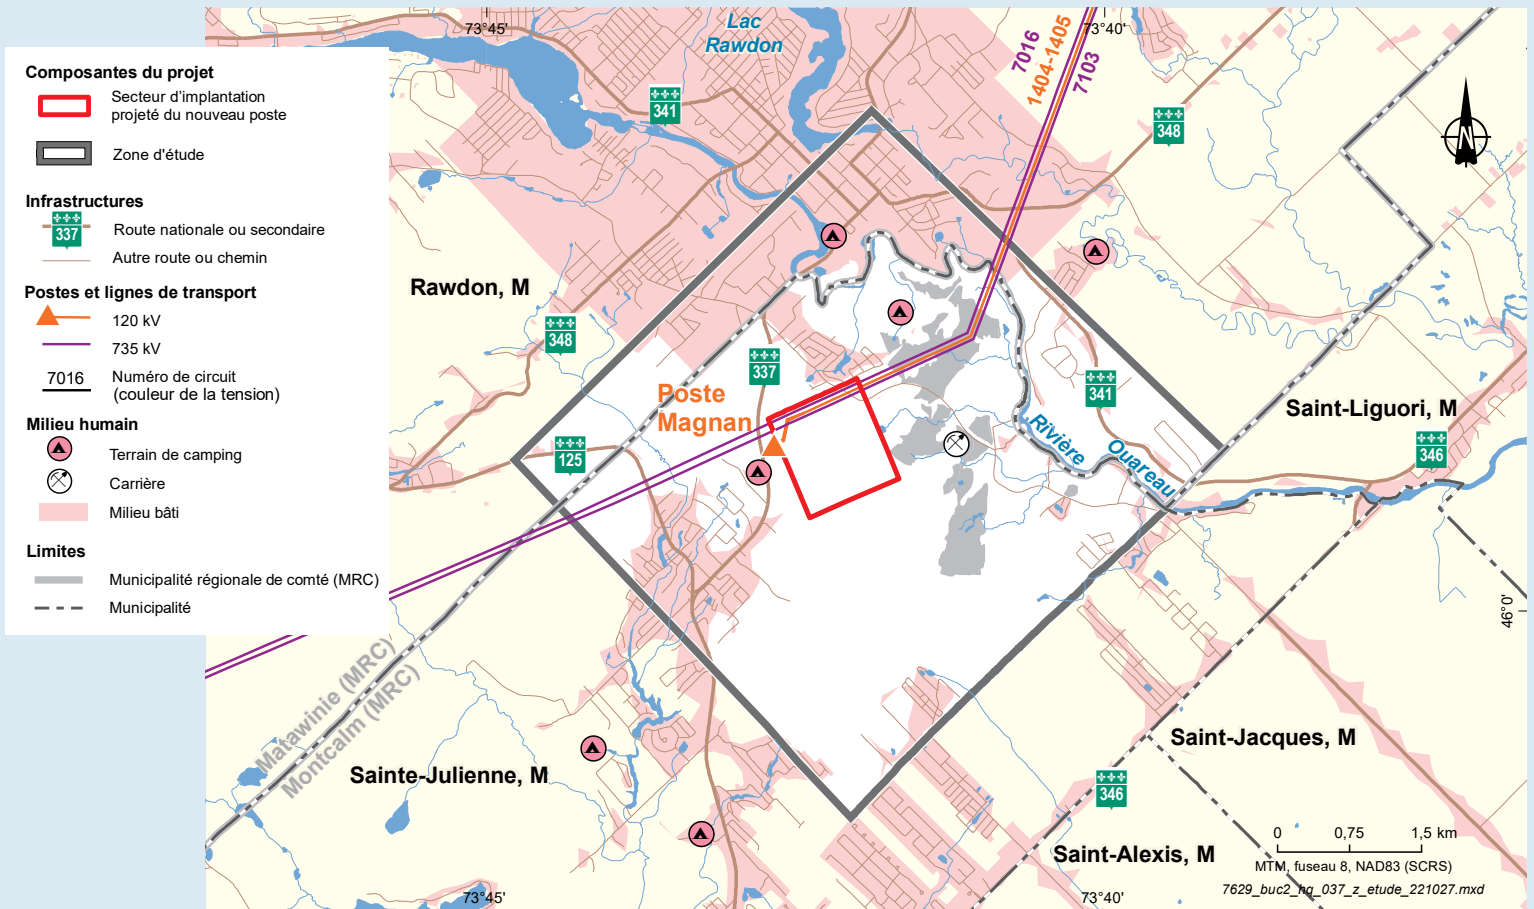 Composantes du projet
Secteur d'implantation
projeté du nouveau poste
Zone d'étude
Infrastructures
337
Route nationale ou secondaire
Autre route ou chemin
Postes et lignes de transport
120 kV
735 kV
7016
Numéro de circuit
(couleur de la tension)
Milieu humain
Terrain de camping
Carrière
Milieu bâti
Limites
Municipalité régionale de comté (MRC)
Municipalité
73°45'
Lac
Rawdon
7016
1404-1405
7103
73°40'
341
348
Rawdon, M
348
337
Poste
Magnan
125
341
Rivière
Ouareau
Saint-Liguori, M
346
N
46°0'
Matawinie (MRC)
Montcalm (MRC)
Sainte-Julienne, M
Saint-Jacques, M
346
Saint-Alexis, M
0 0,75 1,5 km
MTM, fuseau 8, NAD83 (SCRS)
7629_buc2_hq_037_z_etude_221027.mxd
73°45'
73°40'